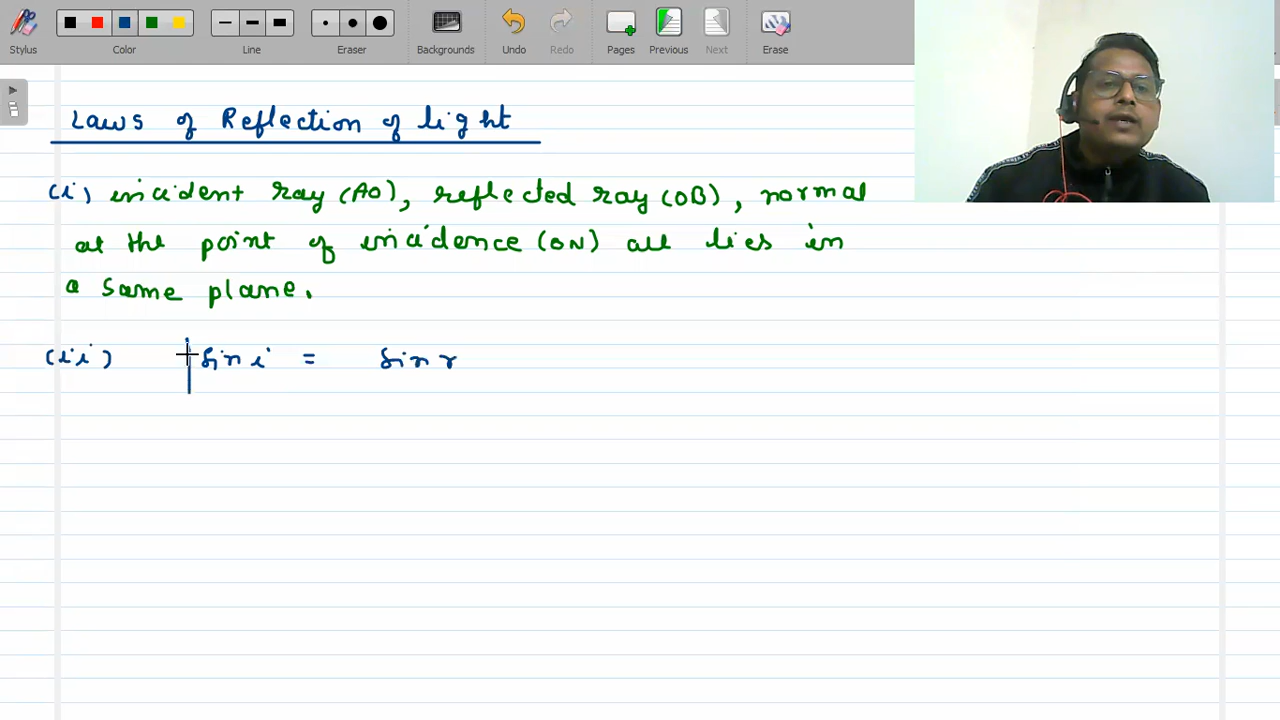 Stylus Color Line Eraser Backgrounds Undo Redo Pages Previous Next Erase
Laws of Reflection of light
(i) incident ray (AO), reflected ray (OB), normal
at the point of incidence (ON) all lies in
a same plane.
(ii) sin i = sin r